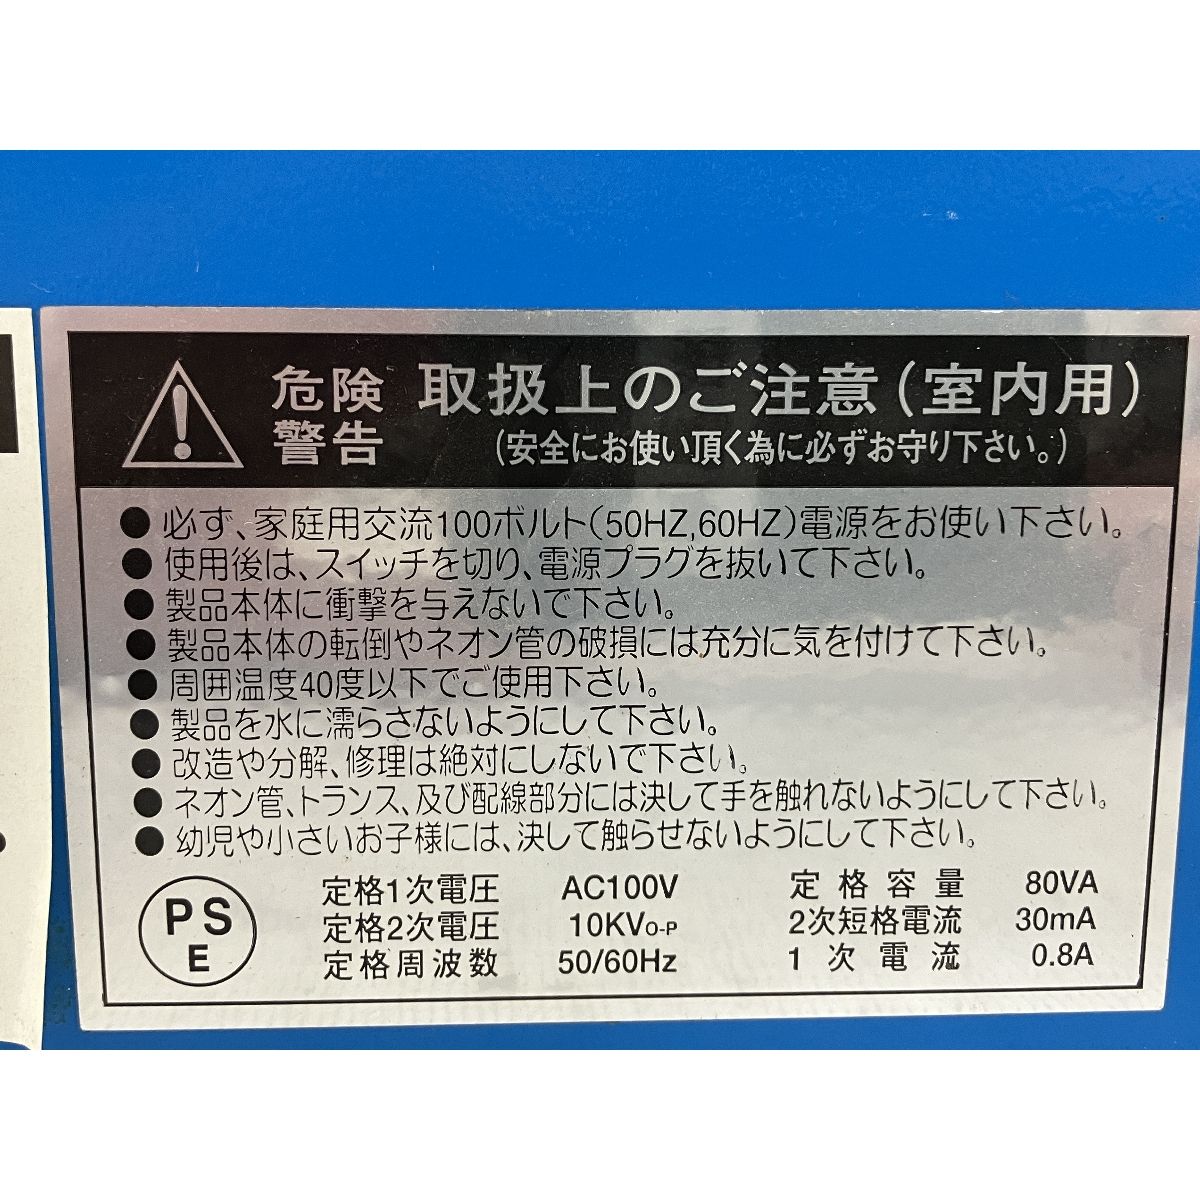 危険 取扱上のご注意(室内用)
警告 (安全にお使い頂く為に必ずお守り下さい。)
●必ず、家庭用交流100ボルト(50HZ,60HZ)電源をお使い下さい。
●使用後は、スイッチを切り、電源プラグを抜いて下さい。
●製品本体に衝撃を与えないで下さい。
●製品本体の転倒やネオン管の破損には充分に気を付けて下さい。
●周囲温度40度以下でご使用下さい。
●製品を水に濡らさないようにして下さい。
●改造や分解、修理は絶対にしないで下さい。
●ネオン管、トランス、及び配線部分には決して手を触れないようにして下さい。
●幼児や小さいお子様には、決して触らせないようにして下さい。
PS
E
定格1次電圧 AC100V 定格容量 80VA
定格2次電圧 10KVO-P 2次短格電流 30mA
定格周波数 50/60Hz 1次電流 0.8A